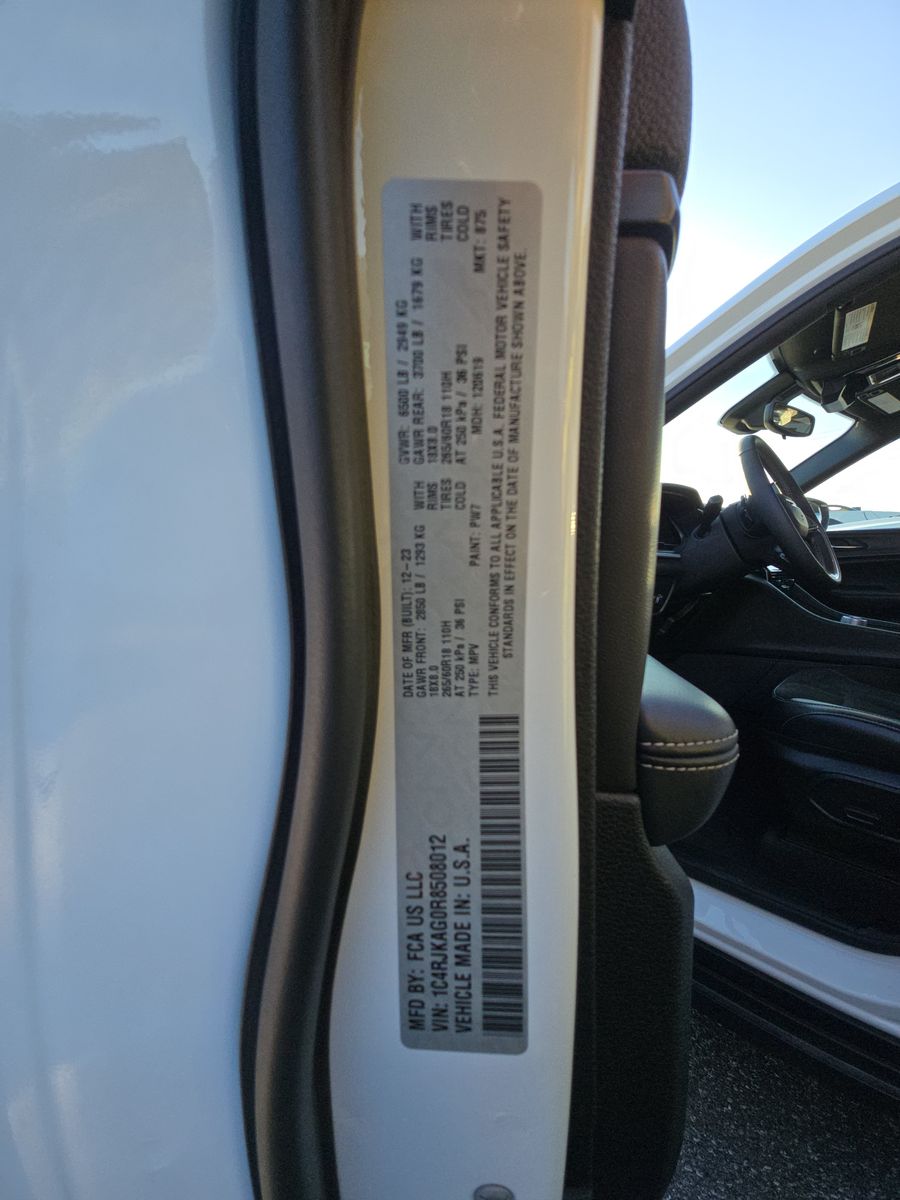 MFD BY: FCA US LLC
VIN: 1C4RJKAG0R8508012
VEHICLE MADE IN: U.S.A.
DATE OF MFR (BUILT): 12-23 GVWR: 6500 LB / 2949 KG
GAWR FRONT: 2850 LB / 1293 KG WITH GAWR REAR: 3700 LB / 1679 KG WITH
18X8.0 RIMS 18X8.0 RIMS
265/60R18 110H TIRES 265/60R18 110H TIRES
AT 250 kPa / 36 PSI COLD AT 250 kPa / 36 PSI COLD
TYPE: MPV PAINT: PW7 MDH: 120619 MKT: 875
THIS VEHICLE CONFORMS TO ALL APPLICABLE U.S.A. FEDERAL MOTOR VEHICLE SAFETY
STANDARDS IN EFFECT ON THE DATE OF MANUFACTURE SHOWN ABOVE.